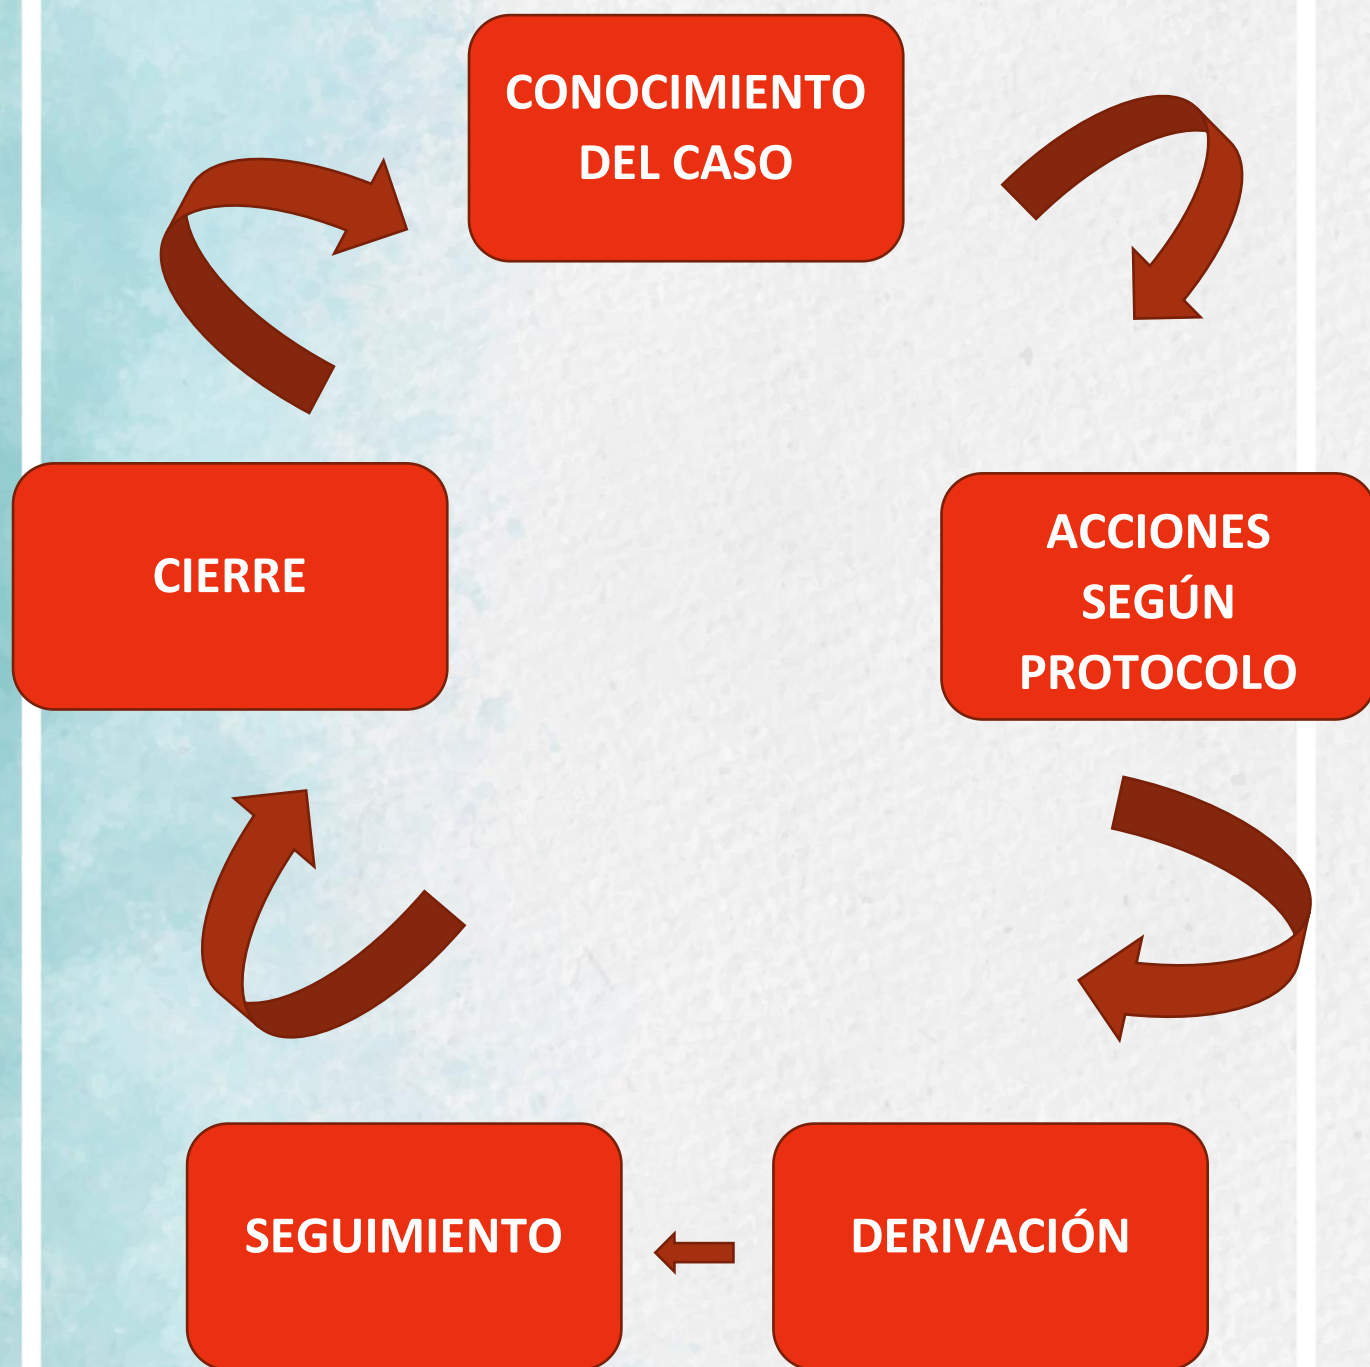 CONOCIMIENTO
DEL CASO
ACCIONES
SEGÚN
PROTOCOLO
DERIVACIÓN
SEGUIMIENTO
CIERRE